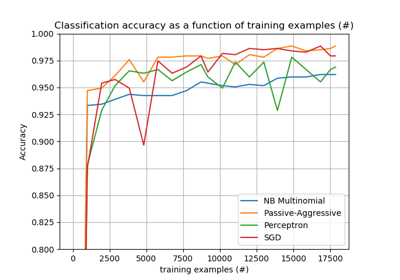 Classification accuracy as a function of training examples (#)
1.000
0.975
0.950
0.925
0.900
0.875
0.850
0.825
0.800
Accuracy
NB Multinomial
Passive-Aggressive
Perceptron
SGD
0 2500 5000 7500 10000 12500 15000 17500
training examples (#)